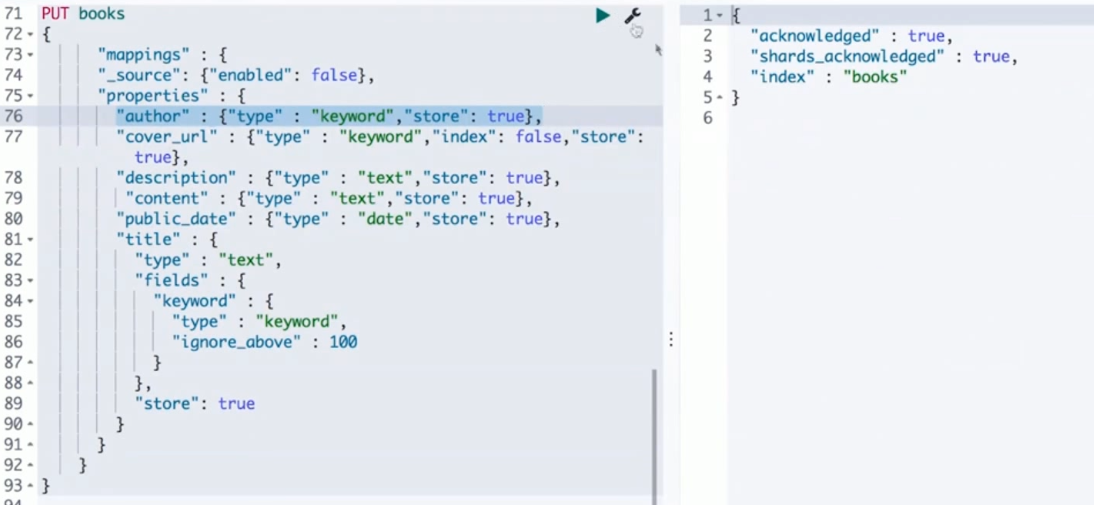 71 PUT books
72 {
73 "mappings" : {
74 "_source": {"enabled": false},
75 "properties" : {
76 "author" : {"type" : "keyword","store": true},
77 "cover_url" : {"type" : "keyword","index": false,"store":
true},
78 "description" : {"type" : "text","store": true},
79 "content" : {"type" : "text","store": true},
80 "public_date" : {"type" : "date","store": true},
81 "title" : {
82 "type" : "text",
83 "fields" : {
84 "keyword" : {
85 "type" : "keyword",
86 "ignore_above" : 100
87 }
88 },
89 "store": true
90 }
91 }
92 }
93 }
94
1 {
2 "acknowledged" : true,
3 "shards_acknowledged" : true,
4 "index" : "books"
5 }
6